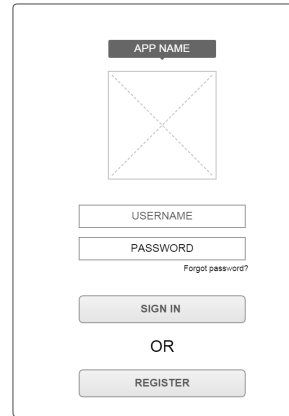 APP NAME
USERNAME
PASSWORD
Forgot password?
SIGN IN
OR
REGISTER